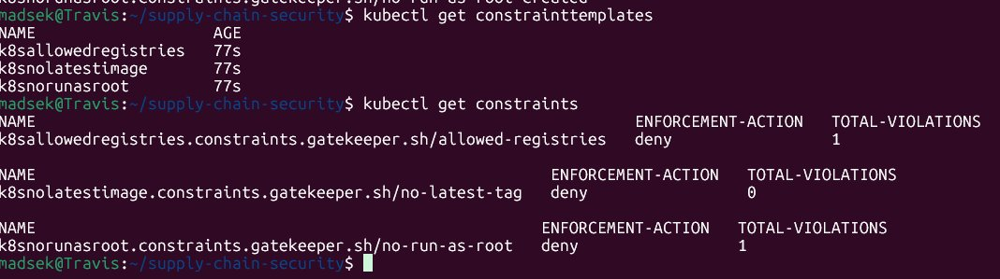 k8snorunasroot.constraints.gatekeeper.sh/no-run-as-root created
madsek@Travis:~/supply-chain-security$ kubectl get constrainttemplates
NAME AGE
k8sallowedregistries 77s
k8snolatestimage 77s
k8snorunasroot 77s
madsek@Travis:~/supply-chain-security$ kubectl get constraints
NAME ENFORCEMENT-ACTION TOTAL-VIOLATIONS
k8sallowedregistries.constraints.gatekeeper.sh/allowed-registries deny 1
NAME ENFORCEMENT-ACTION TOTAL-VIOLATIONS
k8snolatestimage.constraints.gatekeeper.sh/no-latest-tag deny 0
NAME ENFORCEMENT-ACTION TOTAL-VIOLATIONS
k8snorunasroot.constraints.gatekeeper.sh/no-run-as-root deny 1
madsek@Travis:~/supply-chain-security$